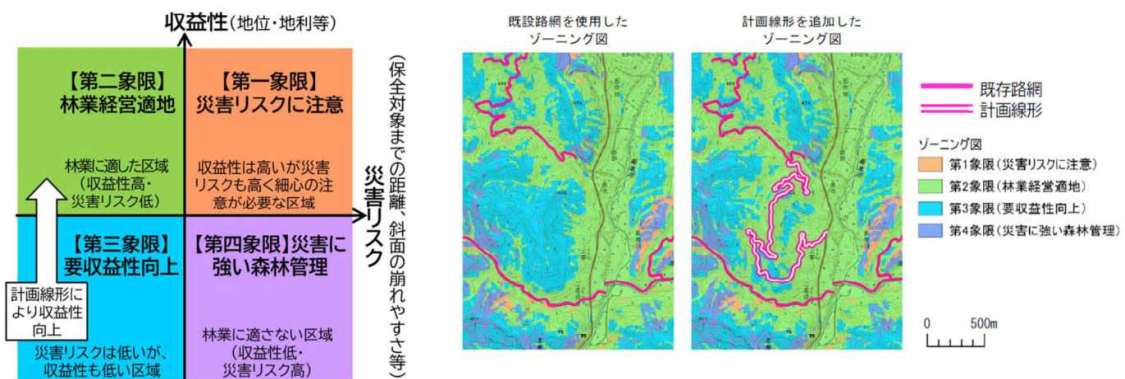 収益性(地位・地利等)
【第二象限】
林業経営適地
林業に適した区域
(収益性高・
災害リスク低)
【第一象限】
災害リスクに注意
収益性は高いが災害
リスクも高く細心の注
意が必要な区域
【第三象限】
要収益性向上
計画線形に
より収益性
向上
災害リスクは低いが、
収益性も低い区域
【第四象限】災害に
強い森林管理
林業に適さない区域
(収益性低・
災害リスク高)
災害リスク
(保全対象までの距離、斜面の崩れやすさ等)
既設路網を使用した
ゾーニング図
計画線形を追加した
ゾーニング図
既存路網
計画線形
ゾーニング図
第1象限(災害リスクに注意)
第2象限(林業経営適地)
第3象限(要収益性向上)
第4象限(災害に強い森林管理)
0 500m